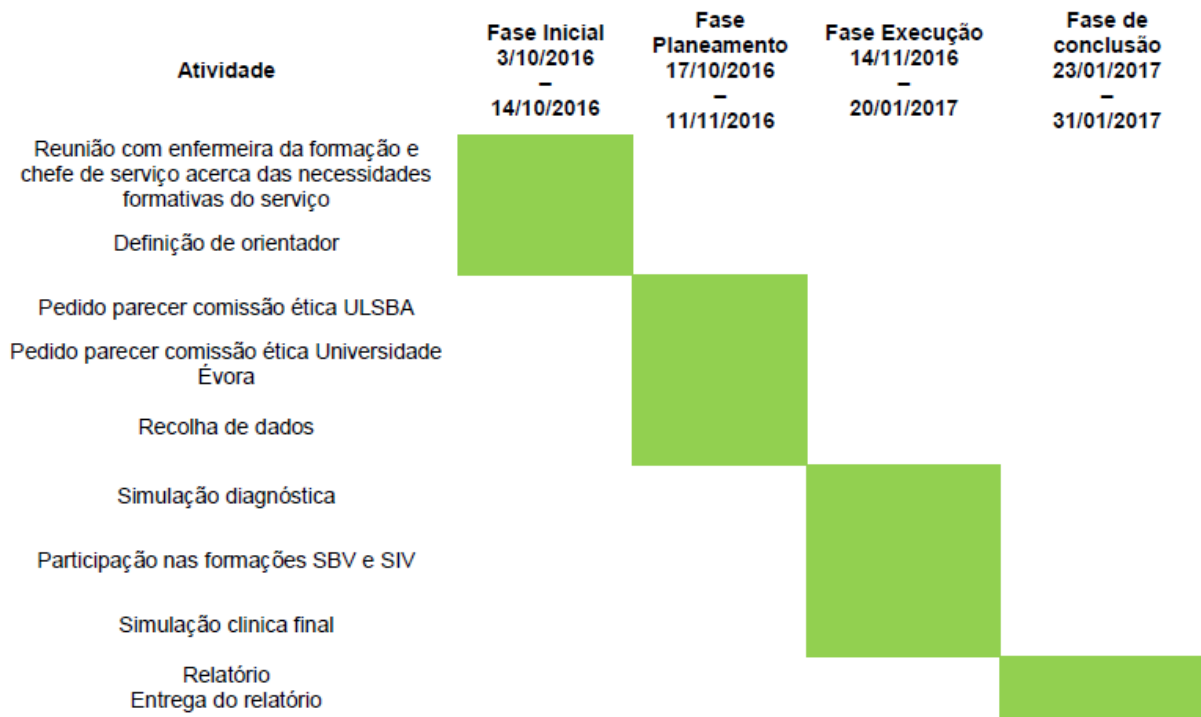 Atividade
Fase Inicial
3/10/2016
–
14/10/2016
Fase
Planeamento
17/10/2016
–
11/11/2016
Fase Execução
14/11/2016
–
20/01/2017
Fase de
conclusão
23/01/2017
–
31/01/2017
Reunião com enfermeira da formação e
chefe de serviço acerca das necessidades
formativas do serviço
Definição de orientador
Pedido parecer comissão ética ULSBA
Pedido parecer comissão ética Universidade
Évora
Recolha de dados
Simulação diagnóstica
Participação nas formações SBV e SIV
Simulação clinica final
Relatório
Entrega do relatório